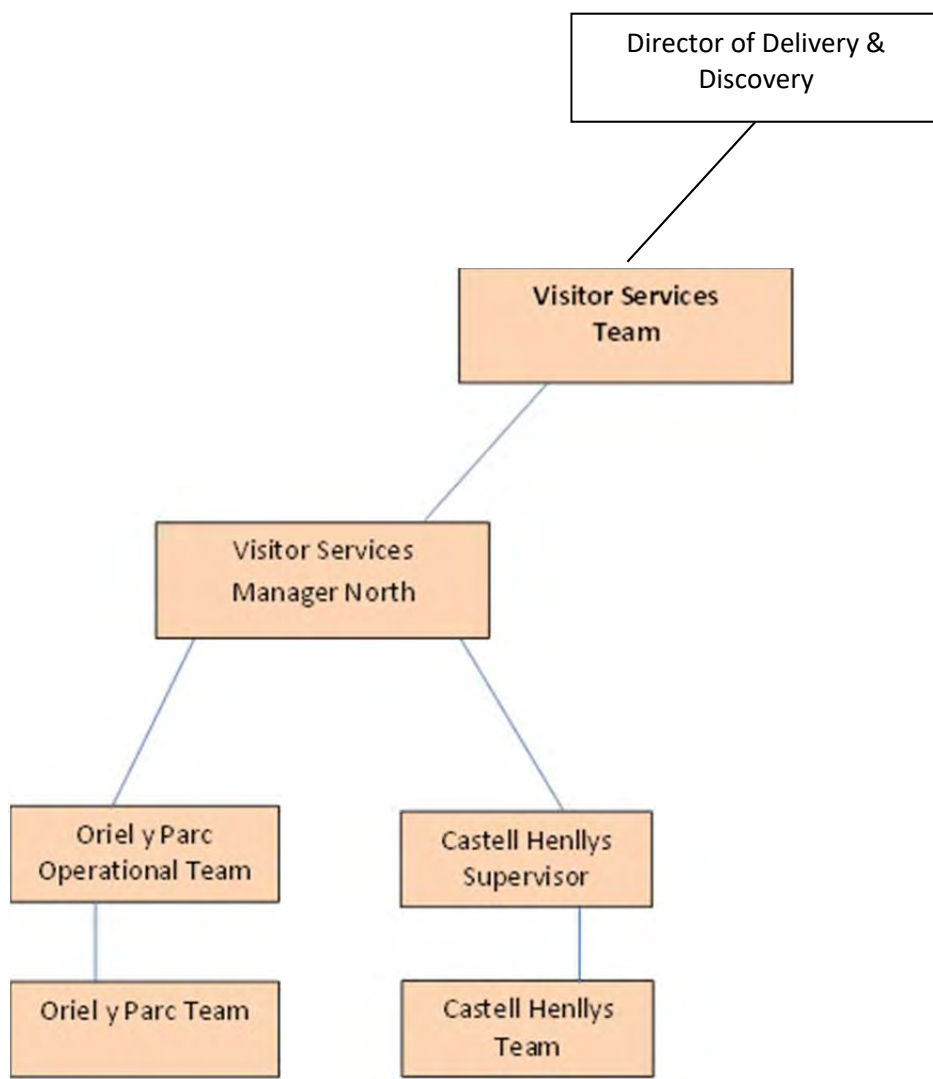 Director of Delivery &
Discovery
Visitor Services
Team
Visitor Services
Manager North
Oriel y Parc
Operational Team
Castell Henllys
Supervisor
Oriel y Parc Team
Castell Henllys
Team